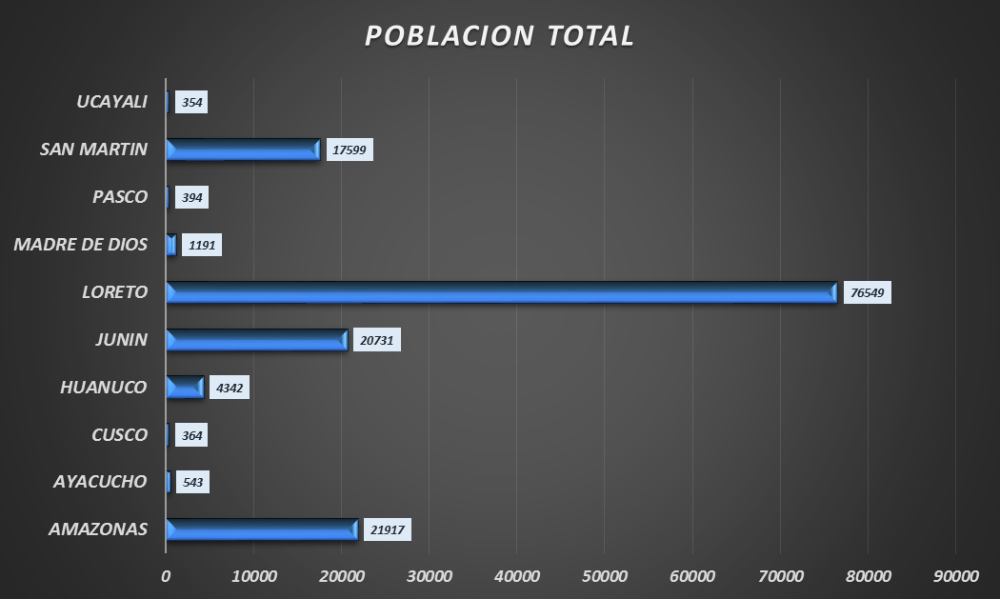 POBLACION TOTAL
UCAYALI 354
SAN MARTIN 17599
PASCO 394
MADRE DE DIOS 1191
LORETO 76549
JUNIN 20731
HUANUCO 4342
CUSCO 364
AYACUCHO 543
AMAZONAS 21917
0 10000 20000 30000 40000 50000 60000 70000 80000 90000